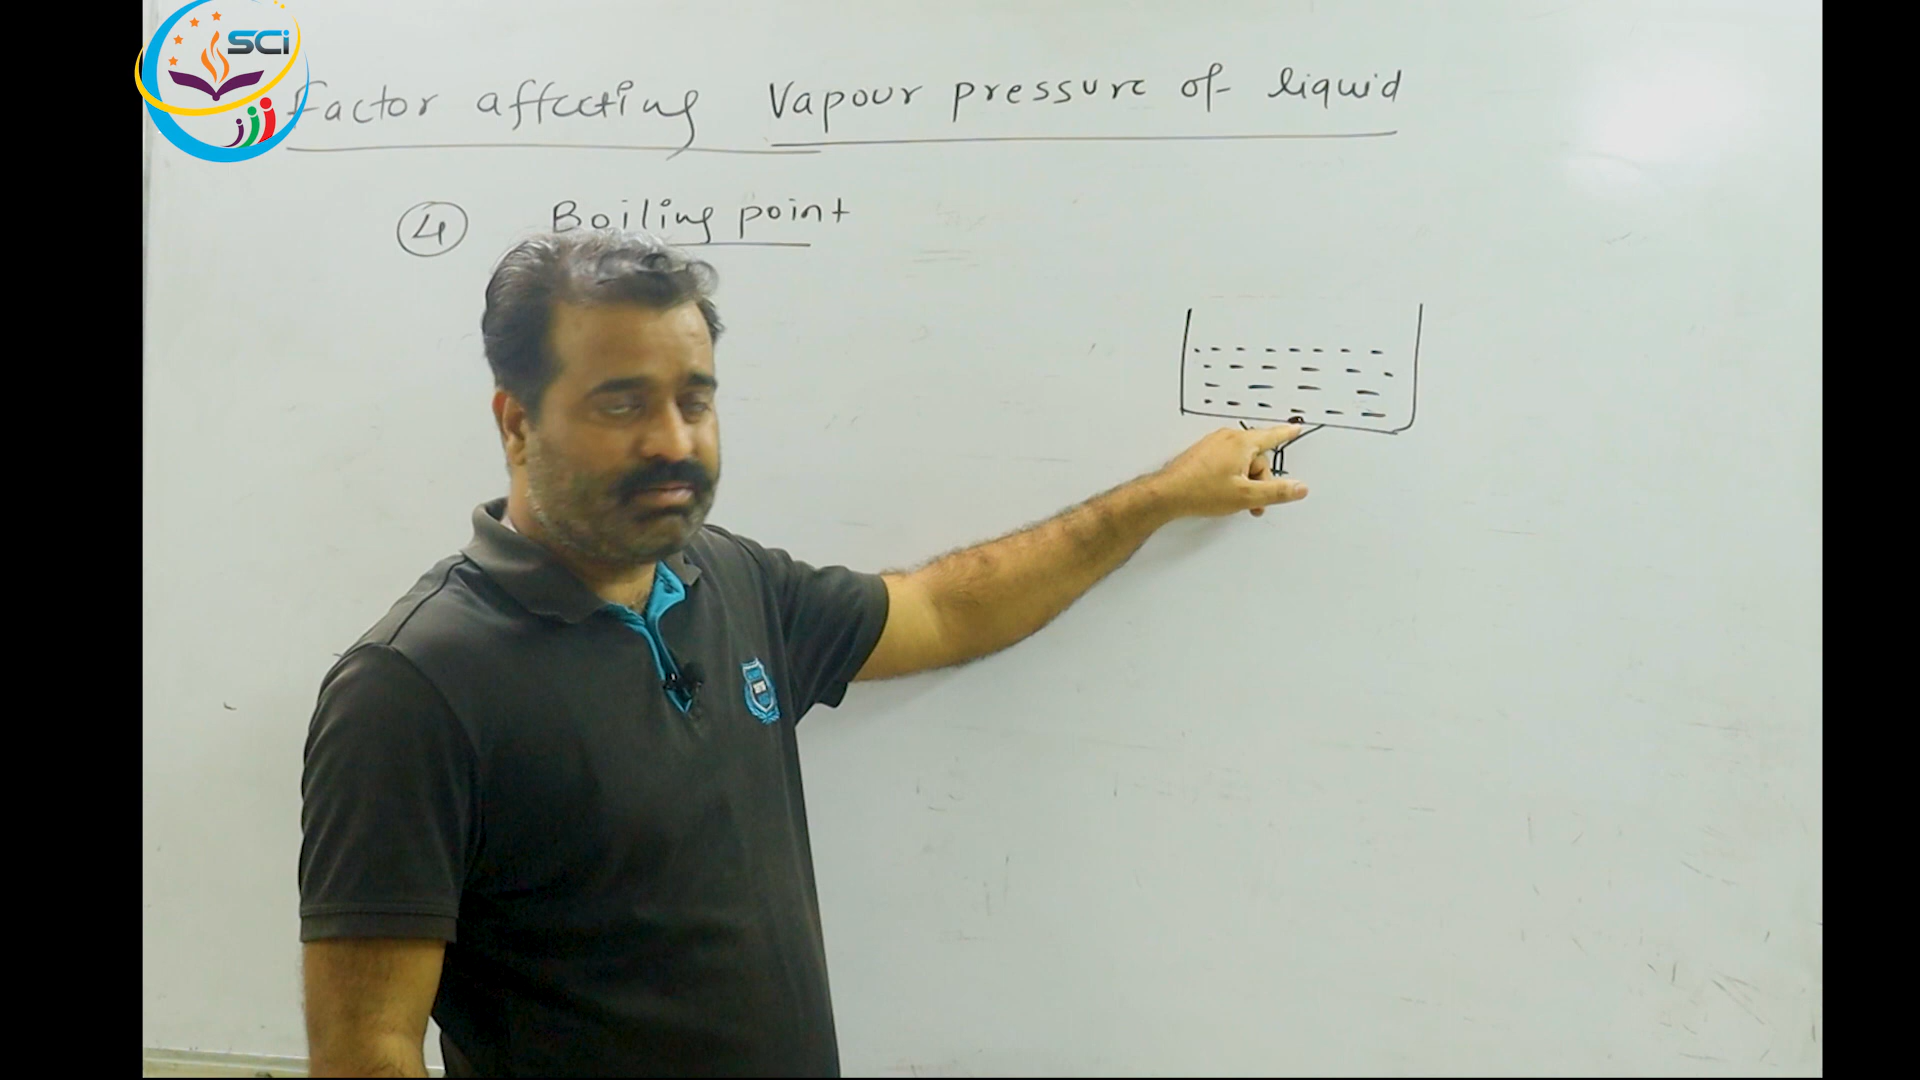 SCi
Factor affecting Vapour pressure of liquid
④ Boiling point